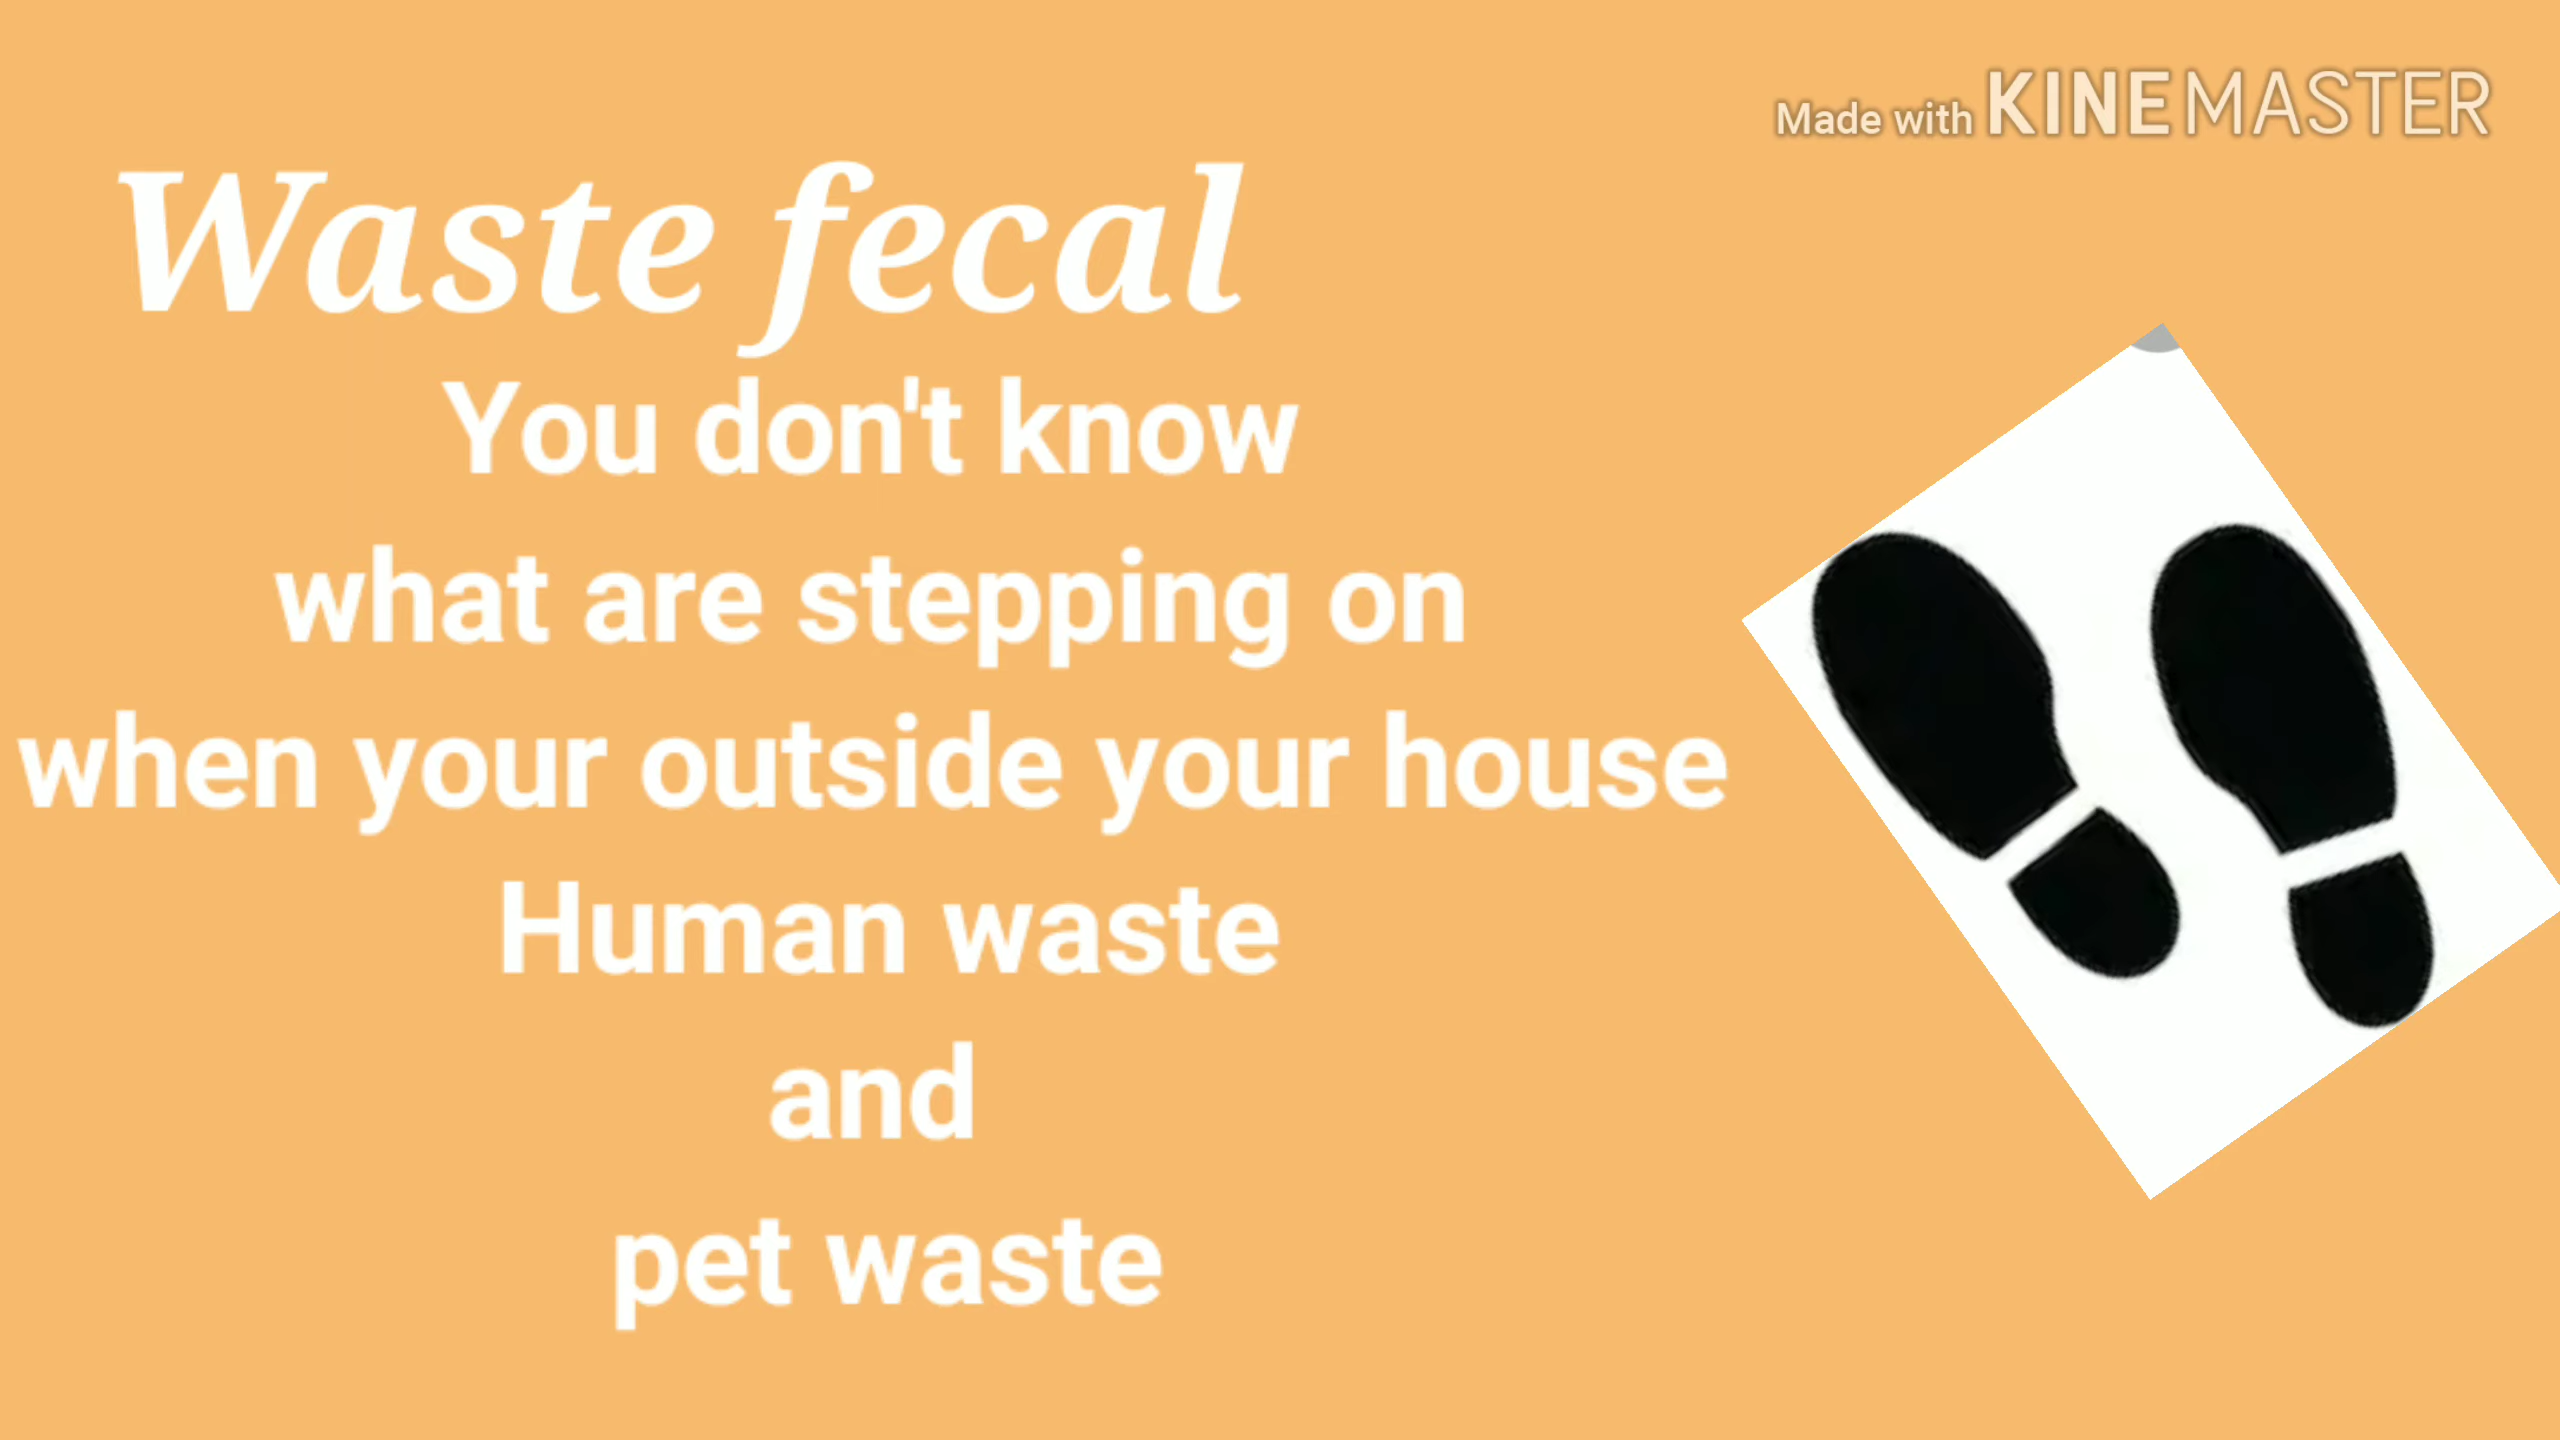 Made with KINEMASTER
Waste fecal
You don't know
what are stepping on
when your outside your house
Human waste
and
pet waste